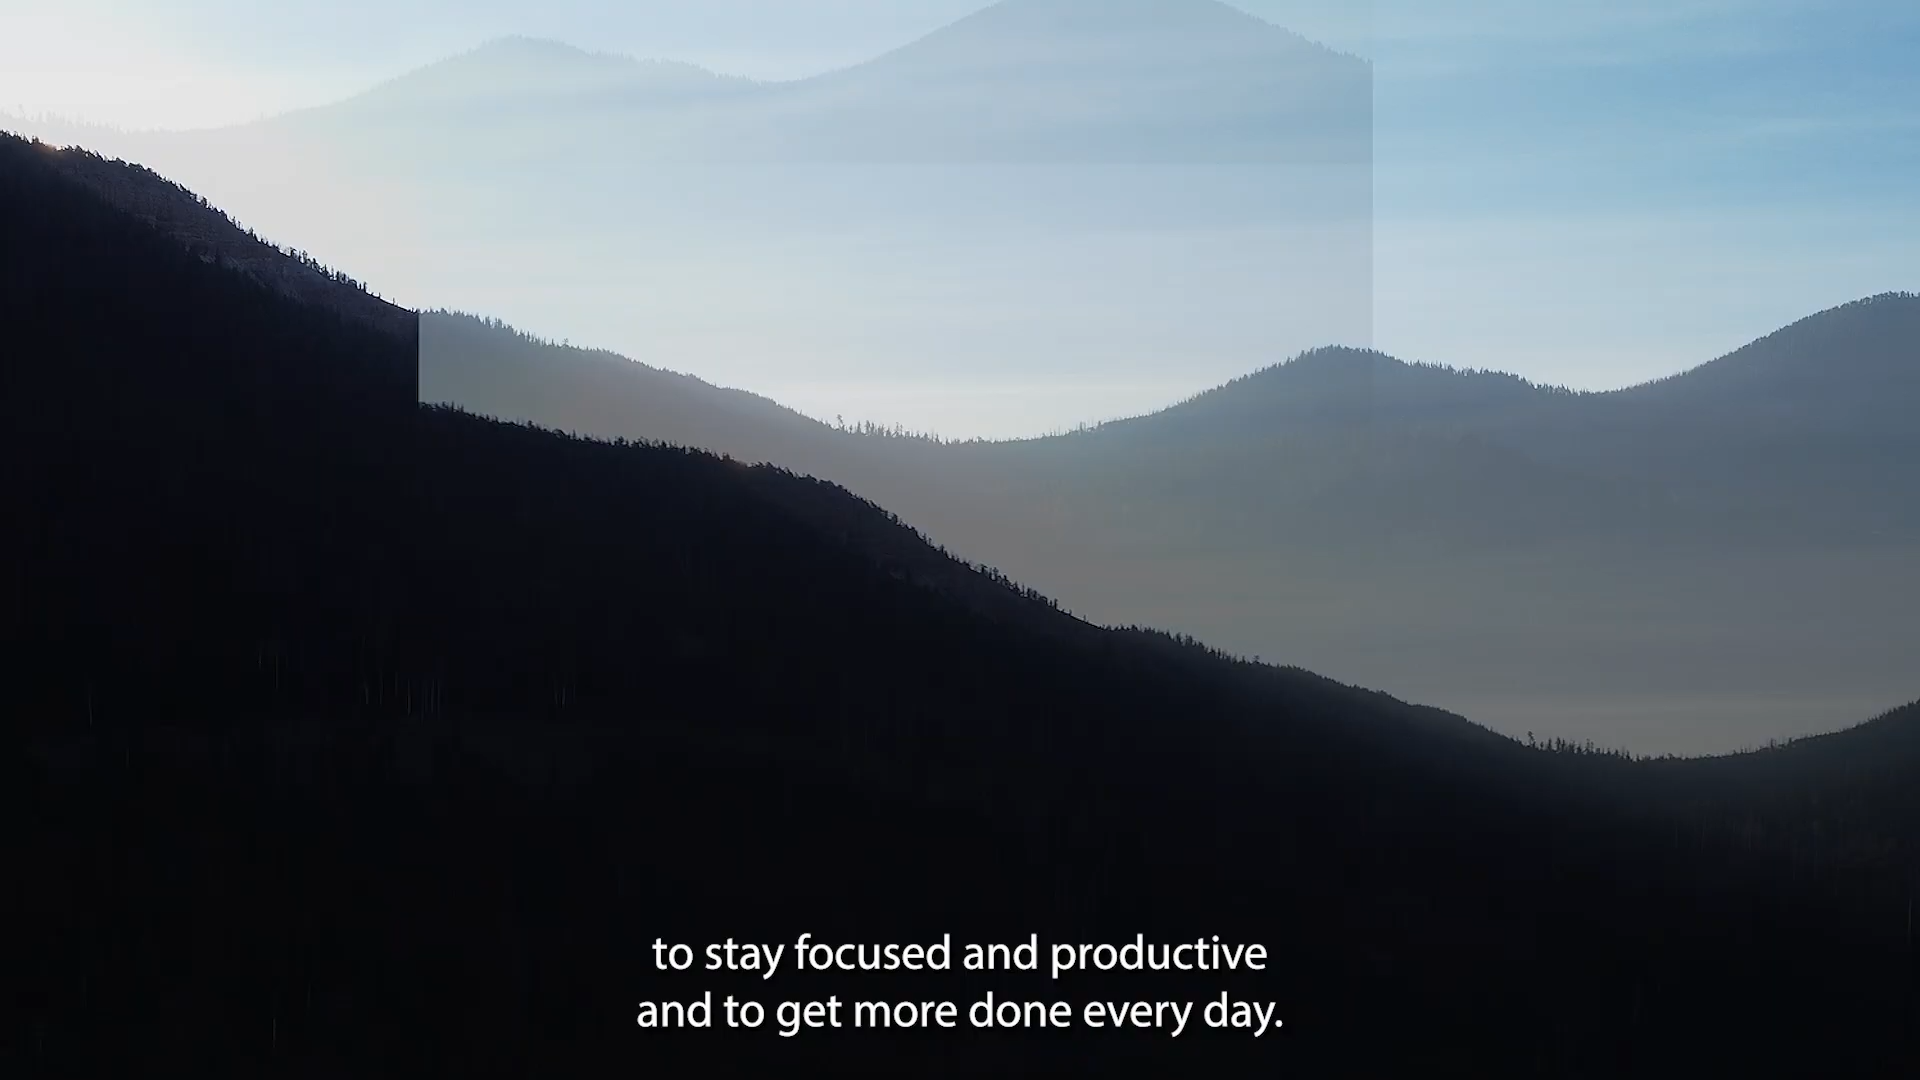 to stay focused and productive
and to get more done every day.